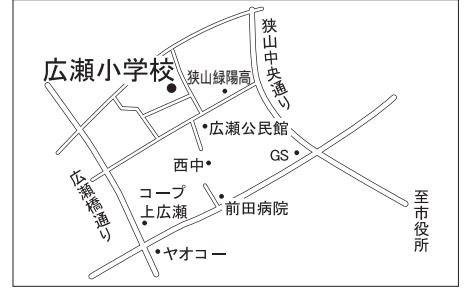 広瀬小学校
狭山緑陽高
狭山中央通り
広瀬公民館
西中
GS
広瀬橋通り
コープ
上広瀬
前田病院
ヤオコー
至市役所